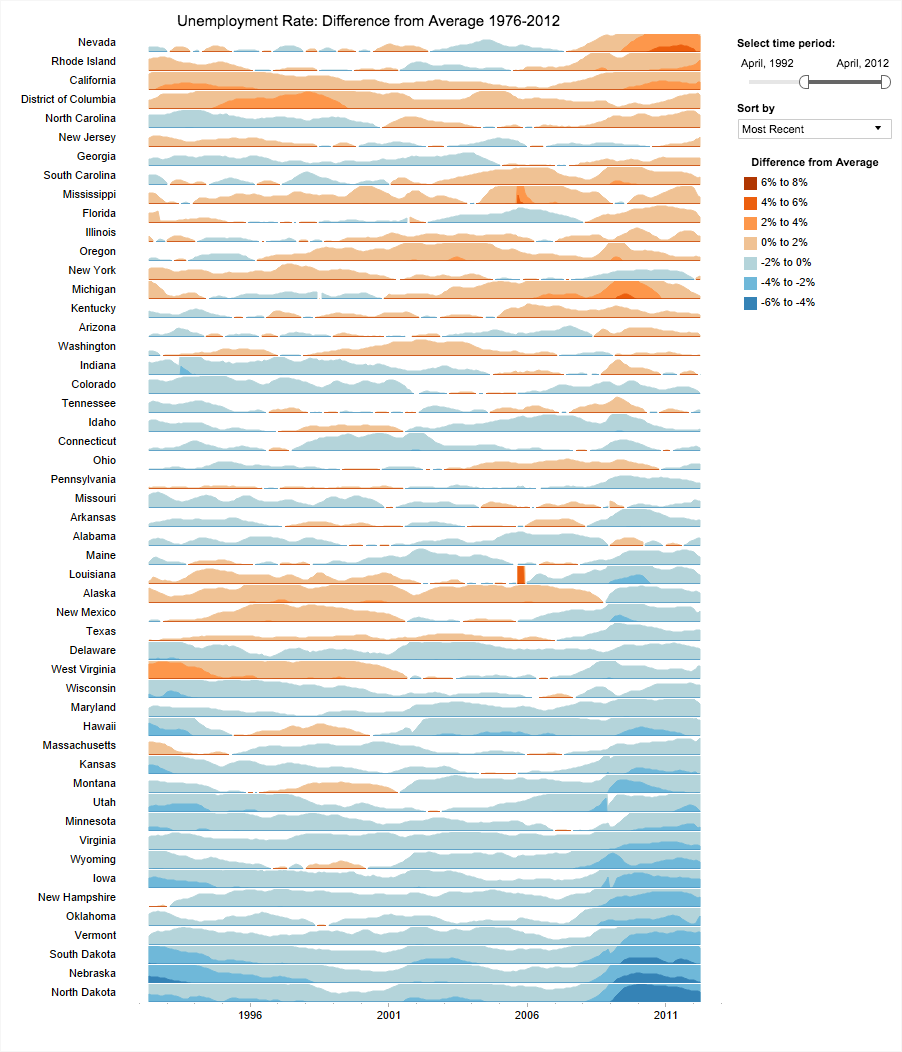 Unemployment Rate: Difference from Average 1976-2012
Nevada
Rhode Island
California
District of Columbia
North Carolina
New Jersey
Georgia
South Carolina
Mississippi
Florida
Illinois
Oregon
New York
Michigan
Kentucky
Arizona
Washington
Indiana
Colorado
Tennessee
Idaho
Connecticut
Ohio
Pennsylvania
Missouri
Arkansas
Alabama
Maine
Louisiana
Alaska
New Mexico
Texas
Delaware
West Virginia
Wisconsin
Maryland
Hawaii
Massachusetts
Kansas
Montana
Utah
Minnesota
Virginia
Wyoming
Iowa
New Hampshire
Oklahoma
Vermont
South Dakota
Nebraska
North Dakota
1996 2001 2006 2011
Select time period:
April, 1992 April, 2012
Sort by
Most Recent
Difference from Average
6% to 8%
4% to 6%
2% to 4%
0% to 2%
-2% to 0%
-4% to -2%
-6% to -4%